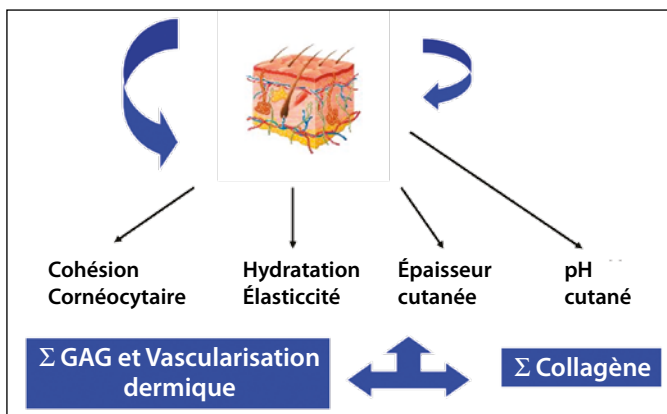 Cohésion
Cornéocytaire
Hydratation
Élasticcité
Épaisseur
cutanée
pH
cutané
Σ GAG et Vascularisation
dermique
Σ Collagène